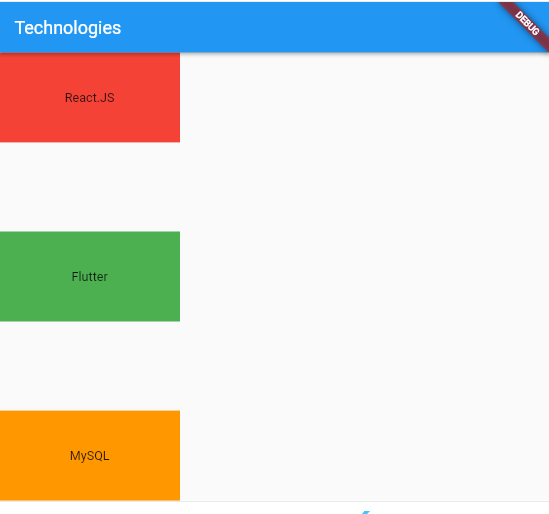 Technologies
DEBUG
React.JS
Flutter
MySQL